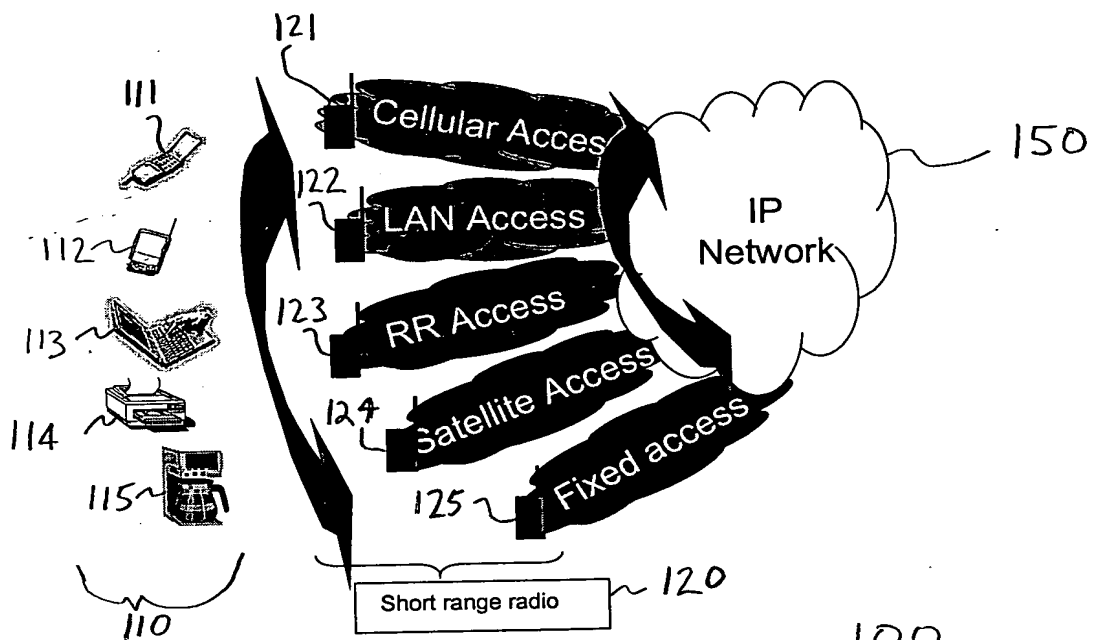 121
111
Cellular Acces
150
122
LAN Access
IP
Network
112
RR Access
123
113
Satellite Access
124
114
Fixed access
115
125
Short range radio
120
110